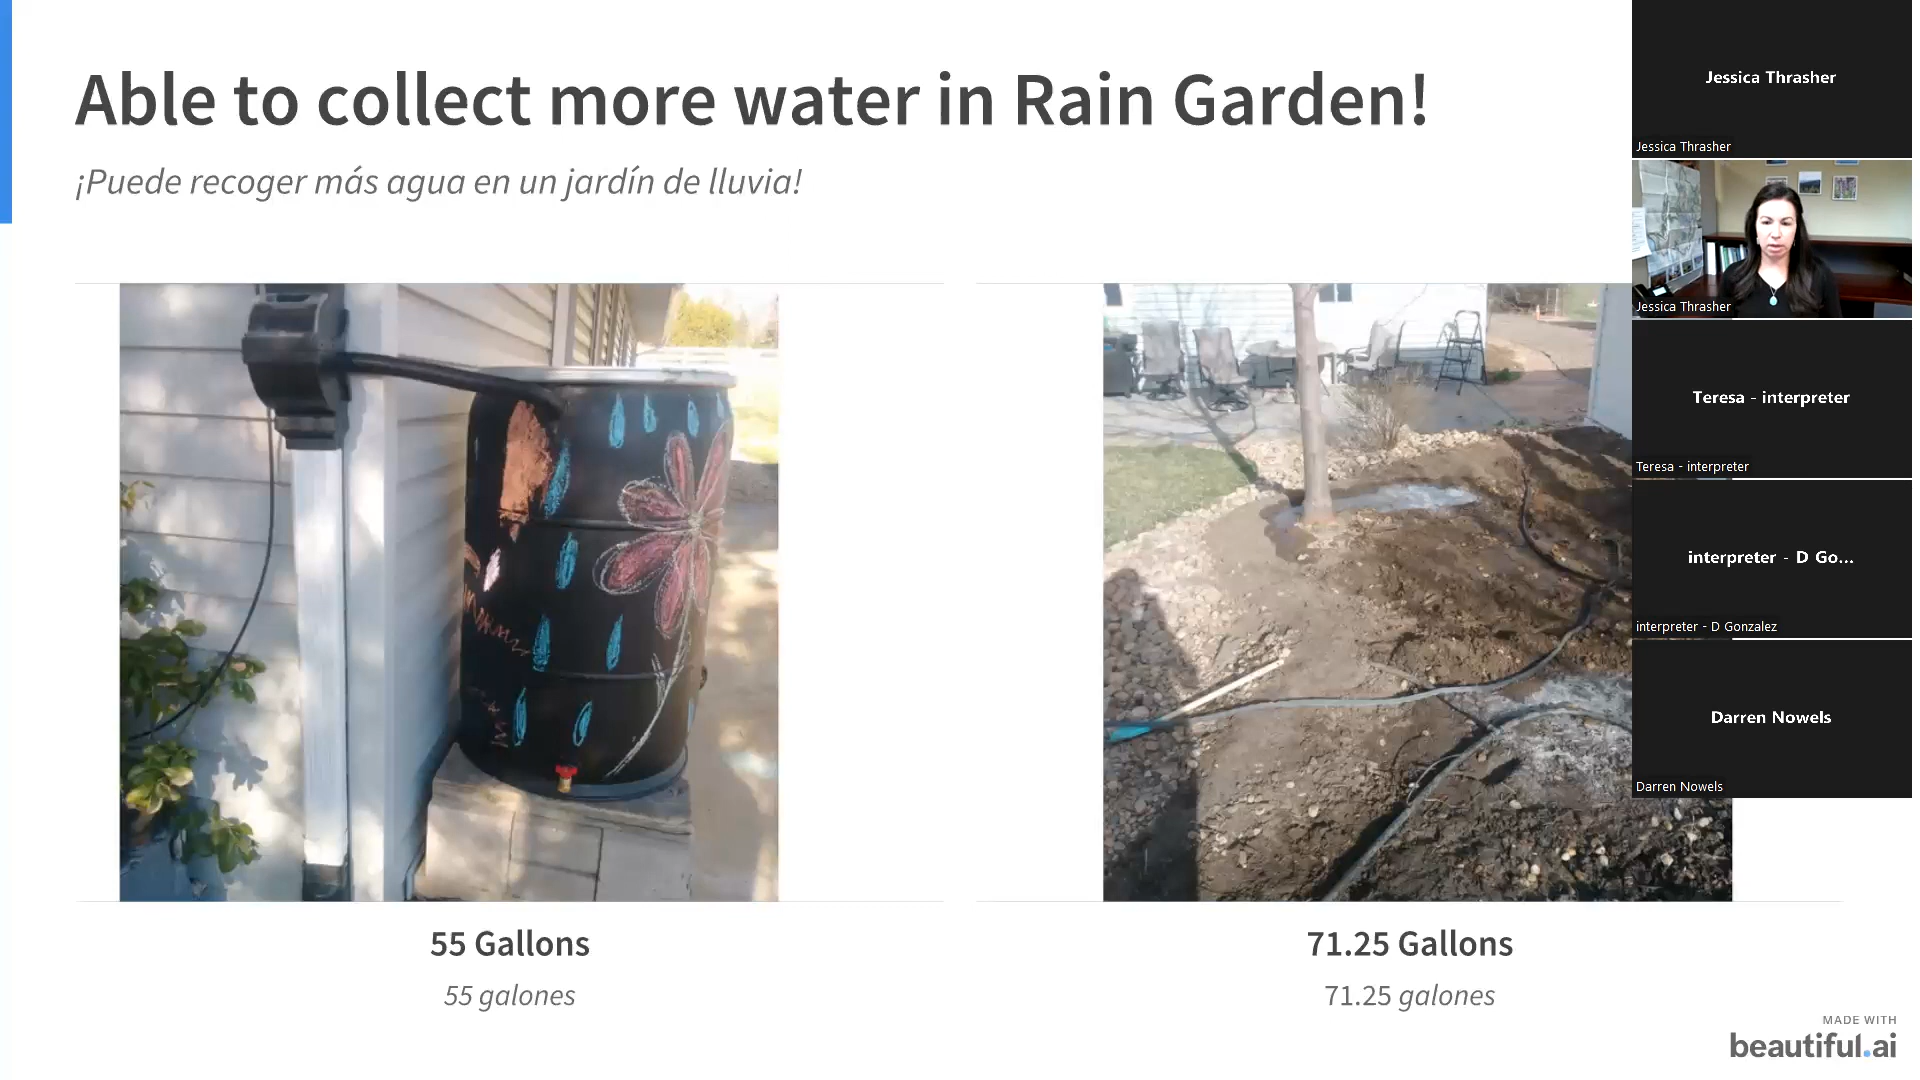 Able to collect more water in Rain Garden!
¡Puede recoger más agua en un jardín de lluvia!
55 Gallons
55 galones
71.25 Gallons
71.25 galones
Jessica Thrasher
Jessica Thrasher
Jessica Thrasher
Teresa - interpreter
Teresa - interpreter
interpreter - D Go...
interpreter - D Gonzalez
Darren Nowels
Darren Nowels
MADE WITH
beautiful.ai